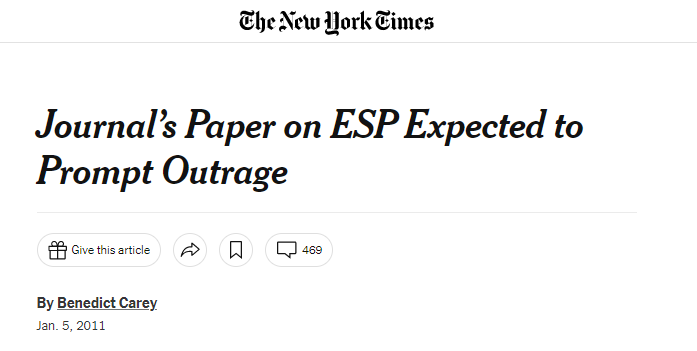 The New York Times
Journal’s Paper on ESP Expected to
Prompt Outrage
Give this article
469
By Benedict Carey
Jan. 5, 2011